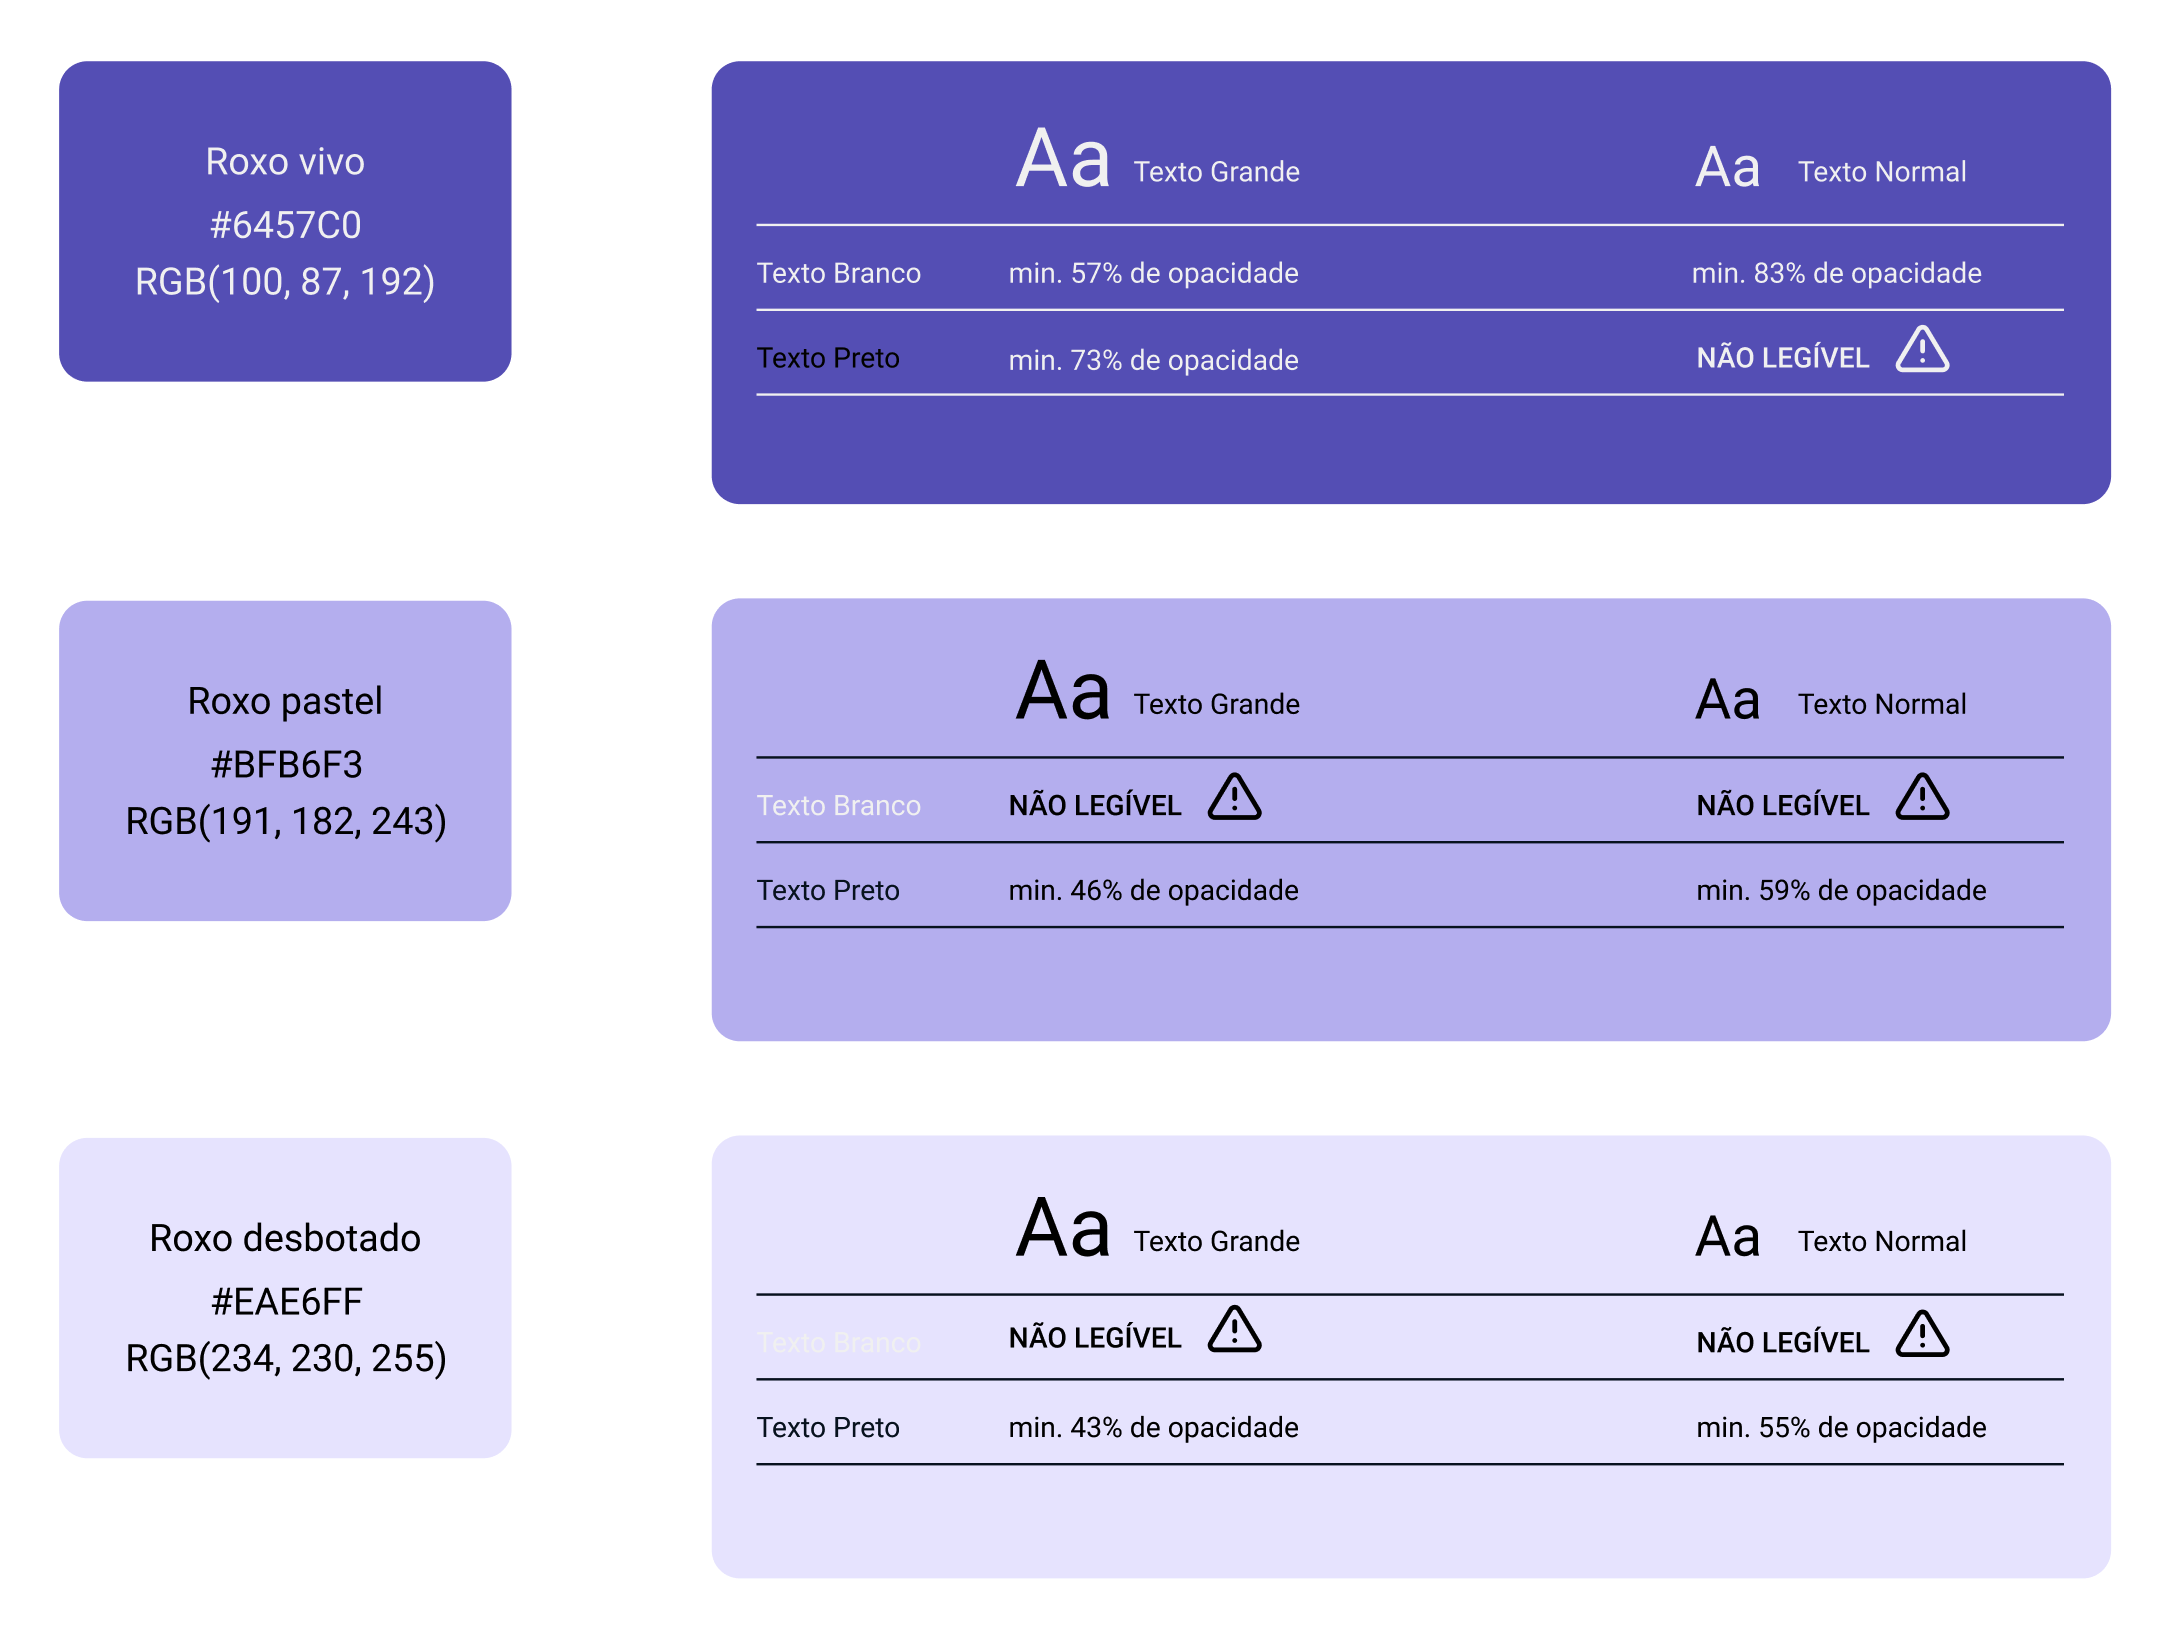 Roxo vivo
#6457C0
RGB(100, 87, 192)
Aa Texto Grande Aa Texto Normal
Texto Branco min. 57% de opacidade min. 83% de opacidade
Texto Preto min. 73% de opacidade NÃO LEGÍVEL
Roxo pastel
#BFB6F3
RGB(191, 182, 243)
Aa Texto Grande Aa Texto Normal
Texto Branco NÃO LEGÍVEL NÃO LEGÍVEL
Texto Preto min. 46% de opacidade min. 59% de opacidade
Roxo desbotado
#EAE6FF
RGB(234, 230, 255)
Aa Texto Grande Aa Texto Normal
Texto Branco NÃO LEGÍVEL NÃO LEGÍVEL
Texto Preto min. 43% de opacidade min. 55% de opacidade